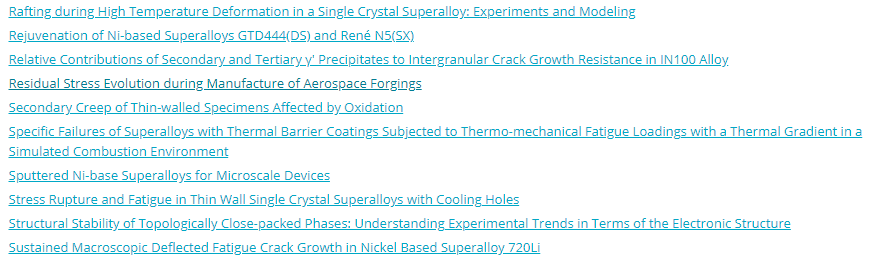 Rafting during High Temperature Deformation in a Single Crystal Superalloy: Experiments and Modeling
Rejuvenation of Ni-based Superalloys GTD444(DS) and René N5(SX)
Relative Contributions of Secondary and Tertiary γ' Precipitates to Intergranular Crack Growth Resistance in IN100 Alloy
Residual Stress Evolution during Manufacture of Aerospace Forgings
Secondary Creep of Thin-walled Specimens Affected by Oxidation
Specific Failures of Superalloys with Thermal Barrier Coatings Subjected to Thermo-mechanical Fatigue Loadings with a Thermal Gradient in a
Simulated Combustion Environment
Sputtered Ni-base Superalloys for Microscale Devices
Stress Rupture and Fatigue in Thin Wall Single Crystal Superalloys with Cooling Holes
Structural Stability of Topologically Close-packed Phases: Understanding Experimental Trends in Terms of the Electronic Structure
Sustained Macroscopic Deflected Fatigue Crack Growth in Nickel Based Superalloy 720Li